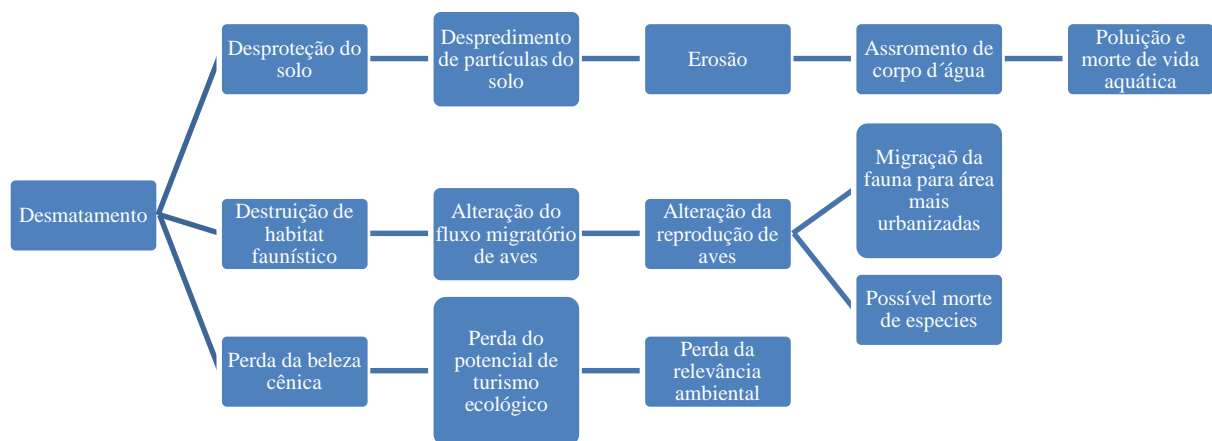 Desmatamento
Desproteção do
solo
Despredimento
de partículas do
solo
Erosão
Assromento de
corpo d´água
Poluição e
morte de vida
aquática
Destruição de
habitat
faunístico
Alteração do
fluxo migratório
de aves
Alteração da
reprodução de
aves
Migraçaõ da
fauna para área
mais
urbanizadas
Possível morte
de especies
Perda da beleza
cênica
Perda do
potencial de
turismo
ecológico
Perda da
relevância
ambiental